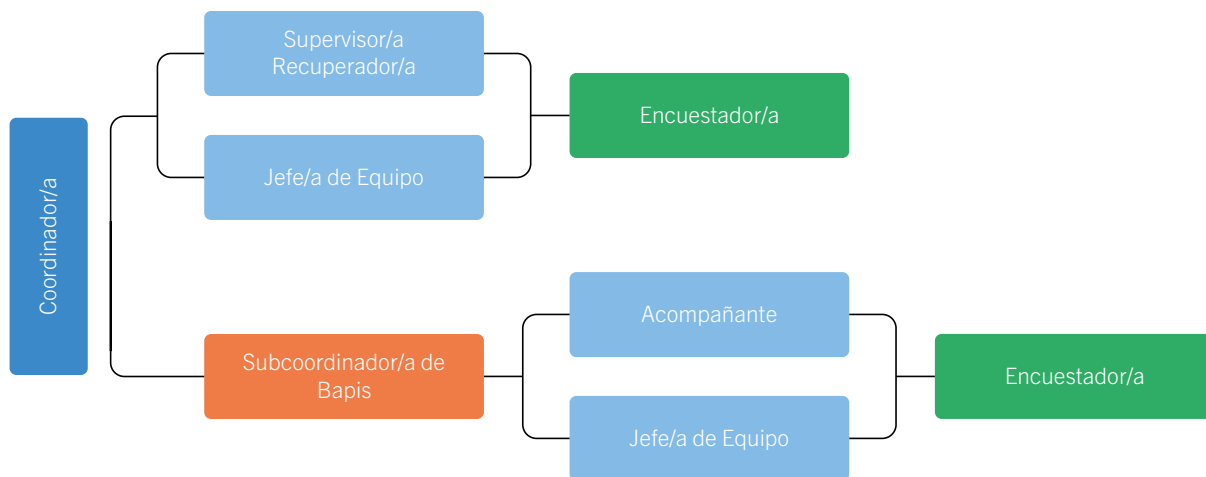 Coordinador/a
Supervisor/a
Recuperador/a
Jefe/a de Equipo
Encuestador/a
Subcoordinador/a de
Bapis
Acompañante
Jefe/a de Equipo
Encuestador/a